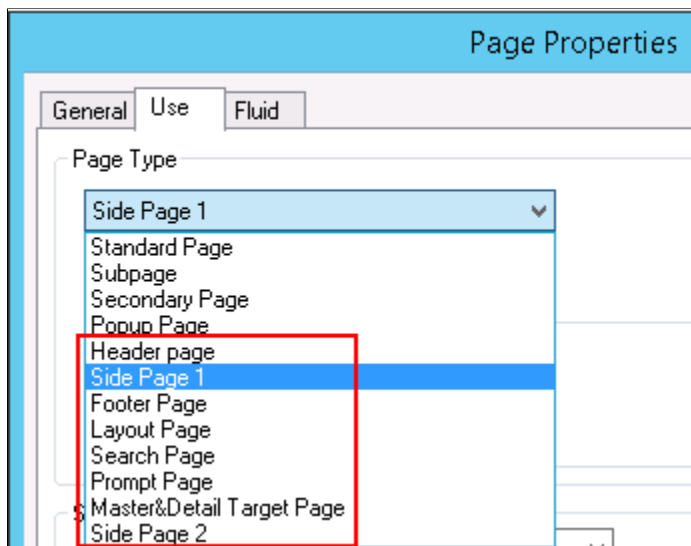 Page Properties
General Use Fluid
Page Type
Side Page 1
Standard Page
Subpage
Secondary Page
Popup Page
Header page
Side Page 1
Footer Page
Layout Page
Search Page
Prompt Page
Master&Detail Target Page
Side Page 2